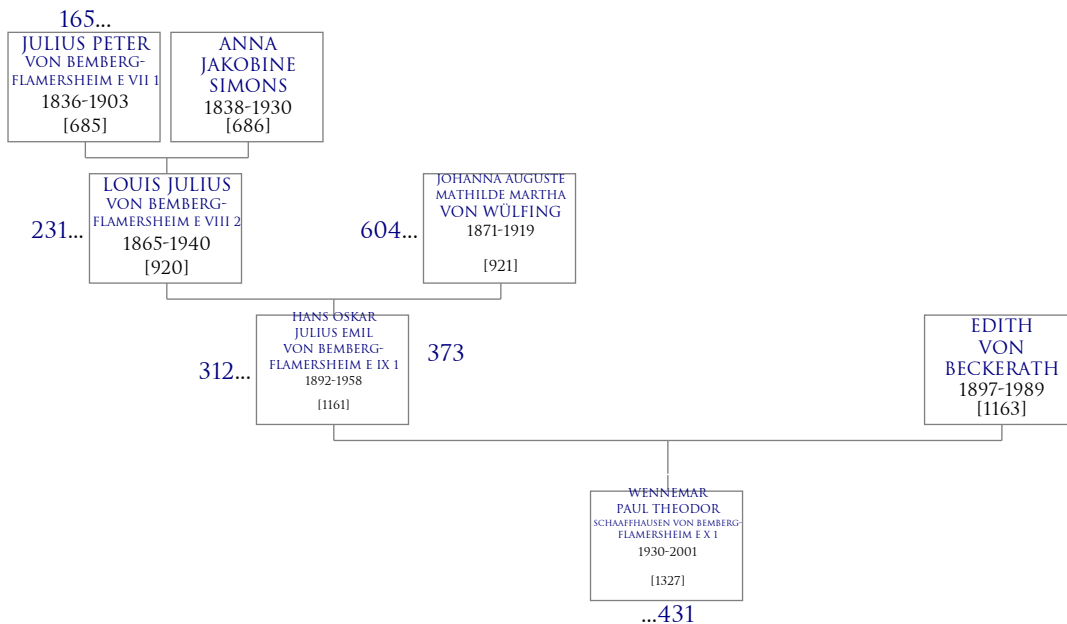 165...
JULIUS PETER
VON BEMBERG-
FLAMERSHEIM E VII 1
1836-1903
[685]
ANNA
JAKOBINE
SIMONS
1838-1930
[686]
231...
LOUIS JULIUS
VON BEMBERG-
FLAMERSHEIM E VIII 2
1865-1940
[920]
604...
JOHANNA AUGUSTE
MATHILDE MARTHA
VON WÜLFING
1871-1919
[921]
312...
HANS OSKAR
JULIUS EMIL
VON BEMBERG-
FLAMERSHEIM E IX 1
1892-1958
[1161]
373
EDITH
VON
BECKERATH
1897-1989
[1163]
WENNEMAR
PAUL THEODOR
SCHAAFFHAUSEN VON BEMBERG-
FLAMERSHEIM E X 1
1930-2001
[1327]
...431